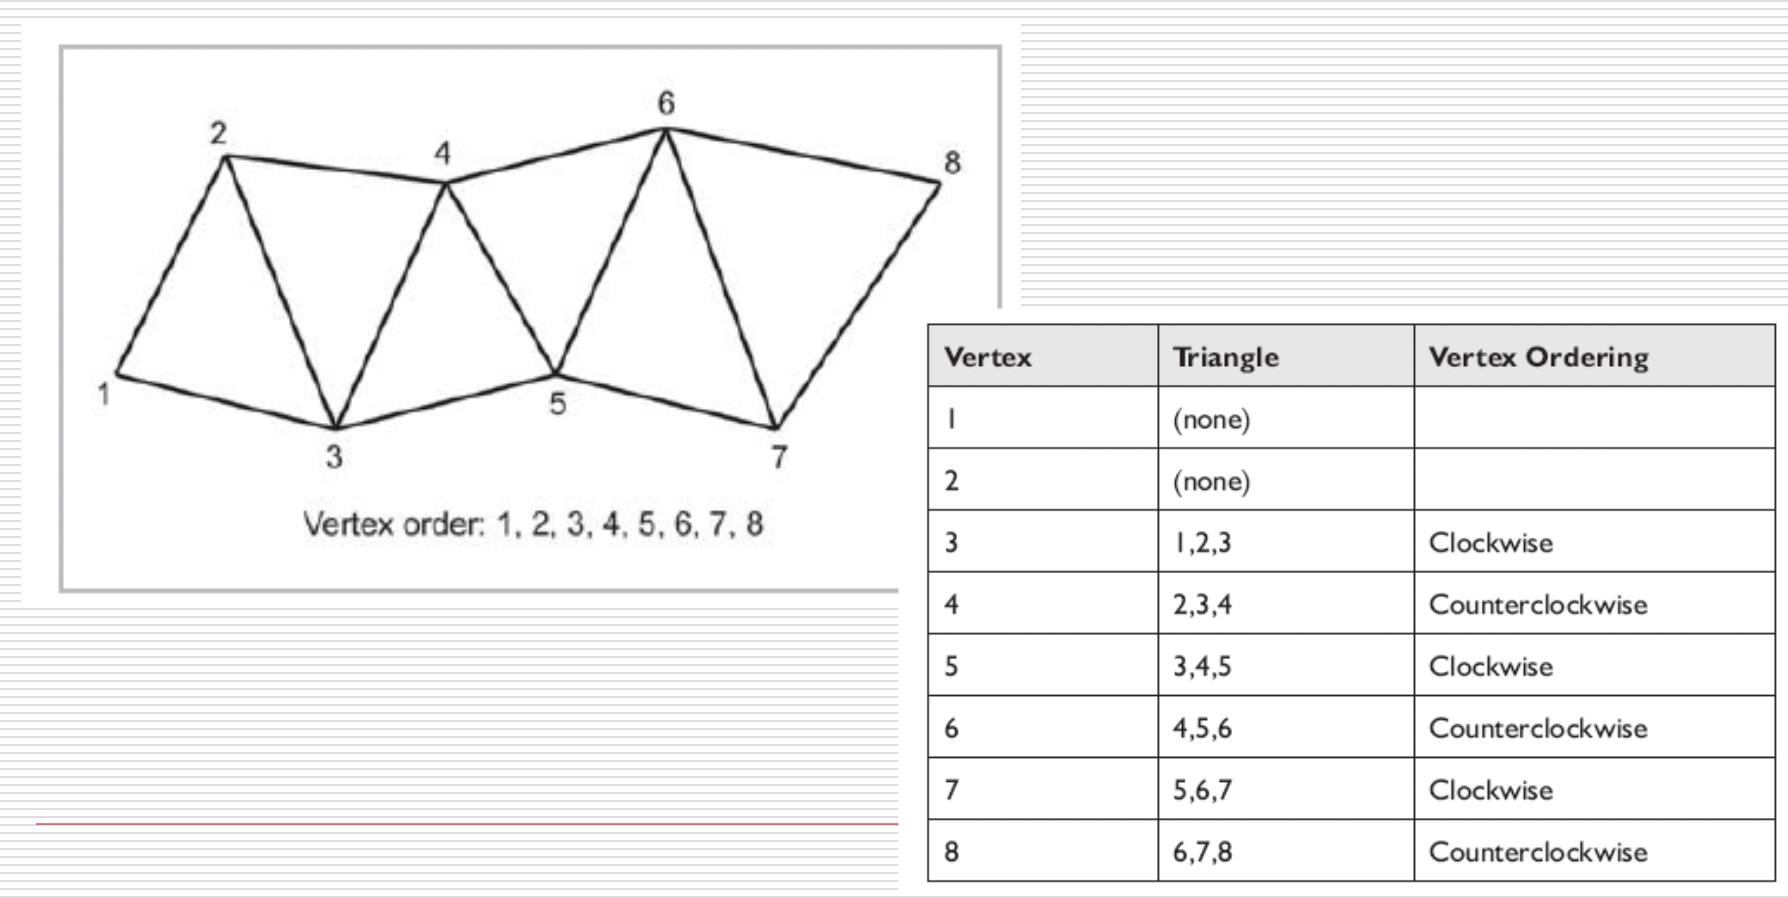 6
2
4
8
1
5
3
7
Vertex order: 1, 2, 3, 4, 5, 6, 7, 8
Vertex Triangle Vertex Ordering
1 (none)
2 (none)
3 1,2,3 Clockwise
4 2,3,4 Counterclockwise
5 3,4,5 Clockwise
6 4,5,6 Counterclockwise
7 5,6,7 Clockwise
8 6,7,8 Counterclockwise